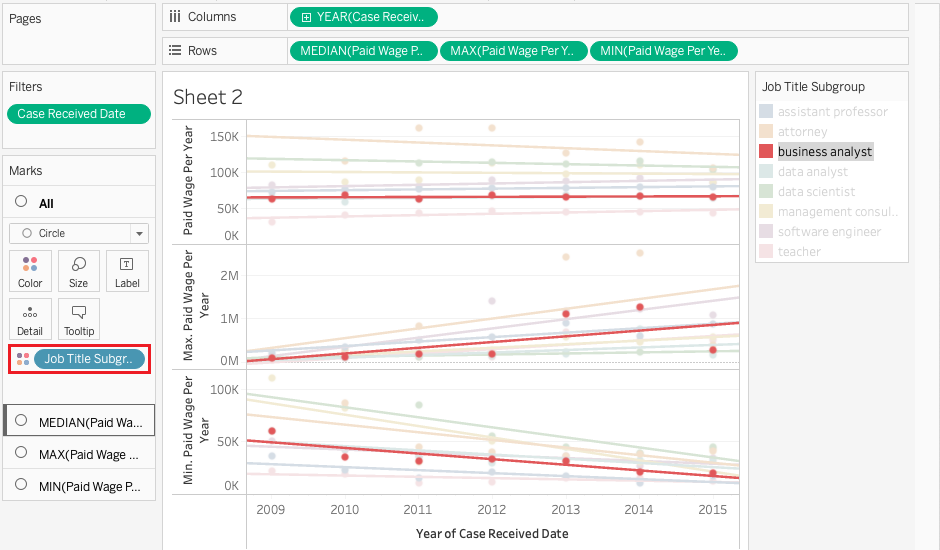 Pages
Columns
YEAR(Case Receiv..
Rows
MEDIAN(Paid Wage P..
MAX(Paid Wage Per Y..
MIN(Paid Wage Per Ye..
Filters
Case Received Date
Marks
All
Circle
Color
Size
Label
Detail
Tooltip
Job Title Subgr..
MEDIAN(Paid Wa...
MAX(Paid Wage ...
MIN(Paid Wage P...
Sheet 2
Paid Wage Per Year
150K
100K
50K
0K
Max. Paid Wage Per
Year
2M
1M
0M
Min. Paid Wage Per
Year
100K
50K
0K
2009
2010
2011
2012
2013
2014
2015
Year of Case Received Date
Job Title Subgroup
assistant professor
attorney
business analyst
data analyst
data scientist
management consul..
software engineer
teacher